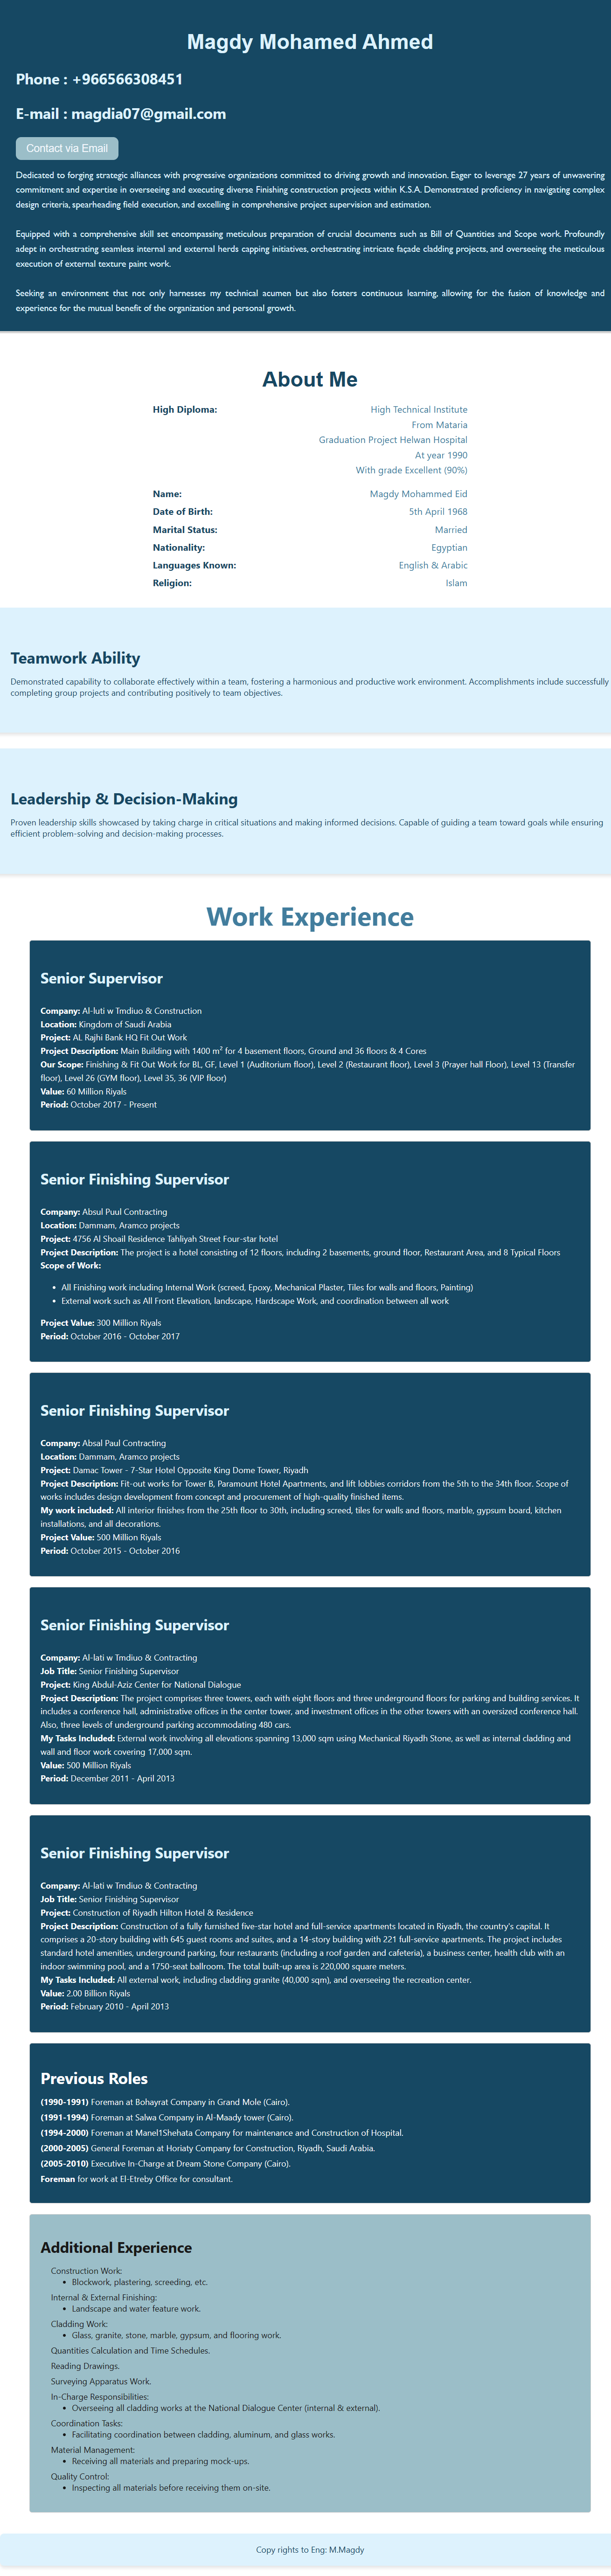 Magdy Mohamed Ahmed
Phone : +966566308451
E-mail : magdia07@gmail.com
Contact via Email
Dedicated to forging strategic alliances with progressive organizations committed to driving growth and innovation. Eager to leverage 27 years of unwavering
commitment and expertise in overseeing and executing diverse Finishing construction projects within K.S.A. Demonstrated proficiency in navigating complex
design criteria, spearheading field execution, and excelling in comprehensive project supervision and estimation.
Equipped with a comprehensive skill set encompassing meticulous preparation of crucial documents such as Bill of Quantities and Scope work. Profoundly
adept in orchestrating seamless internal and external herds capping initiatives, orchestrating intricate façade cladding projects, and overseeing the meticulous
execution of external texture paint work.
Seeking an environment that not only harnesses my technical acumen but also fosters continuous learning, allowing for the fusion of knowledge and
experience for the mutual benefit of the organization and personal growth.
About Me
High Diploma: High Technical Institute
From Mataria
Graduation Project Helwan Hospital
At year 1990
With grade Excellent (90%)
Name: Magdy Mohammed Eid
Date of Birth: 5th April 1968
Marital Status: Married
Nationality: Egyptian
Languages Known: English & Arabic
Religion: Islam
Teamwork Ability
Demonstrated capability to collaborate effectively within a team, fostering a harmonious and productive work environment. Accomplishments include successfully
completing group projects and contributing positively to team objectives.
Leadership & Decision-Making
Proven leadership skills showcased by taking charge in critical situations and making informed decisions. Capable of guiding a team toward goals while ensuring
efficient problem-solving and decision-making processes.
Work Experience
Senior Supervisor
Company: Al-luti w Tmdiuo & Construction
Location: Kingdom of Saudi Arabia
Project: AL Rajhi Bank HQ Fit Out Work
Project Description: Main Building with 1400 m² for 4 basement floors, Ground and 36 floors & 4 Cores
Our Scope: Finishing & Fit Out Work for BL, GF, Level 1 (Auditorium floor), Level 2 (Restaurant floor), Level 3 (Prayer hall Floor), Level 13 (Transfer
floor), Level 26 (GYM floor), Level 35, 36 (VIP floor)
Value: 60 Million Riyals
Period: October 2017 - Present
Senior Finishing Supervisor
Company: Absul Puul Contracting
Location: Dammam, Aramco projects
Project: 4756 Al Shoail Residence Tahliyah Street Four-star hotel
Project Description: The project is a hotel consisting of 12 floors, including 2 basements, ground floor, Restaurant Area, and 8 Typical Floors
Scope of Work:
• All Finishing work including Internal Work (screed, Epoxy, Mechanical Plaster, Tiles for walls and floors, Painting)
• External work such as All Front Elevation, landscape, Hardscape Work, and coordination between all work
Project Value: 300 Million Riyals
Period: October 2016 - October 2017
Senior Finishing Supervisor
Company: Absal Paul Contracting
Location: Dammam, Aramco projects
Project: Damac Tower - 7-Star Hotel Opposite King Dome Tower, Riyadh
Project Description: Fit-out works for Tower B, Paramount Hotel Apartments, and lift lobbies corridors from the 5th to the 34th floor. Scope of
works includes design development from concept and procurement of high-quality finished items.
My work included: All interior finishes from the 25th floor to 30th, including screed, tiles for walls and floors, marble, gypsum board, kitchen
installations, and all decorations.
Project Value: 500 Million Riyals
Period: October 2015 - October 2016
Senior Finishing Supervisor
Company: Al-lati w Tmdiuo & Contracting
Job Title: Senior Finishing Supervisor
Project: King Abdul-Aziz Center for National Dialogue
Project Description: The project comprises three towers, each with eight floors and three underground floors for parking and building services. It
includes a conference hall, administrative offices in the center tower, and investment offices in the other towers with an oversized conference hall.
Also, three levels of underground parking accommodating 480 cars.
My Tasks Included: External work involving all elevations spanning 13,000 sqm using Mechanical Riyadh Stone, as well as internal cladding and
wall and floor work covering 17,000 sqm.
Value: 500 Million Riyals
Period: December 2011 - April 2013
Senior Finishing Supervisor
Company: Al-lati w Tmdiuo & Contracting
Job Title: Senior Finishing Supervisor
Project: Construction of Riyadh Hilton Hotel & Residence
Project Description: Construction of a fully furnished five-star hotel and full-service apartments located in Riyadh, the country's capital. It
comprises a 20-story building with 645 guest rooms and suites, and a 14-story building with 221 full-service apartments. The project includes
standard hotel amenities, underground parking, four restaurants (including a roof garden and cafeteria), a business center, health club with an
indoor swimming pool, and a 1750-seat ballroom. The total built-up area is 220,000 square meters.
My Tasks Included: All external work, including cladding granite (40,000 sqm), and overseeing the recreation center.
Value: 2.00 Billion Riyals
Period: February 2010 - April 2013
Previous Roles
(1990-1991) Foreman at Bohayrat Company in Grand Mole (Cairo).
(1991-1994) Foreman at Salwa Company in Al-Maady tower (Cairo).
(1994-2000) Foreman at Manel1Shehata Company for maintenance and Construction of Hospital.
(2000-2005) General Foreman at Horiaty Company for Construction, Riyadh, Saudi Arabia.
(2005-2010) Executive In-Charge at Dream Stone Company (Cairo).
Foreman for work at El-Etreby Office for consultant.
Additional Experience
Construction Work:
• Blockwork, plastering, screeding, etc.
Internal & External Finishing:
• Landscape and water feature work.
Cladding Work:
• Glass, granite, stone, marble, gypsum, and flooring work.
Quantities Calculation and Time Schedules.
Reading Drawings.
Surveying Apparatus Work.
In-Charge Responsibilities:
• Overseeing all cladding works at the National Dialogue Center (internal & external).
Coordination Tasks:
• Facilitating coordination between cladding, aluminum, and glass works.
Material Management:
• Receiving all materials and preparing mock-ups.
Quality Control:
• Inspecting all materials before receiving them on-site.
Copy rights to Eng: M.Magdy